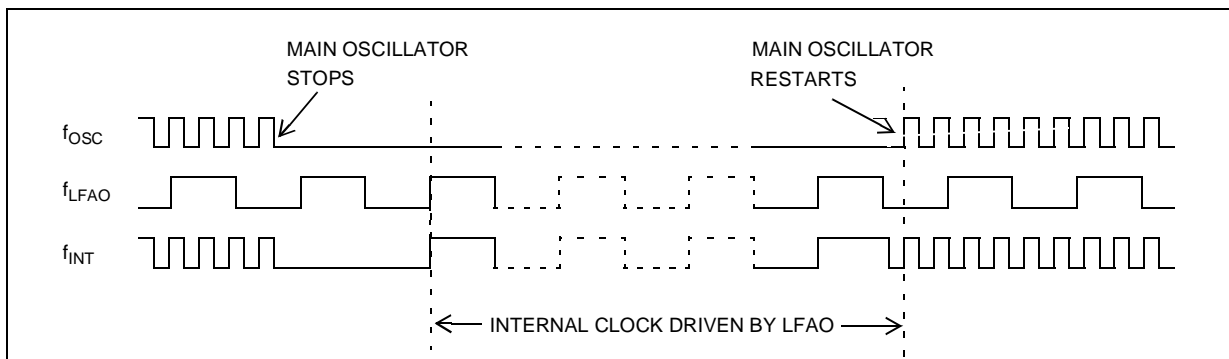 MAIN OSCILLATOR
STOPS
MAIN OSCILLATOR
RESTARTS
fOSC
fLFAO
fINT
INTERNAL CLOCK DRIVEN BY LFAO